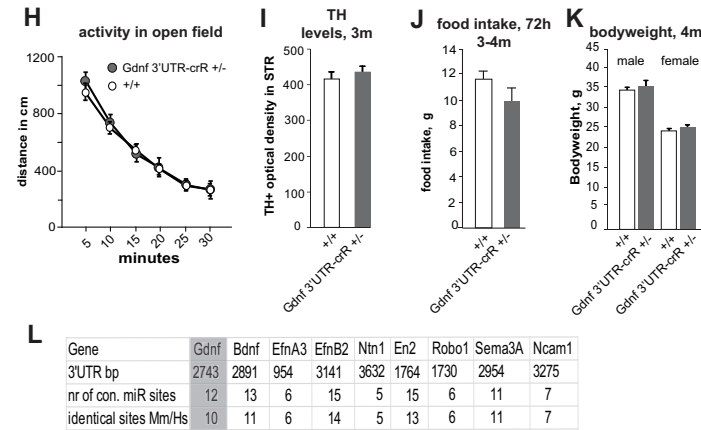 H
activity in open field
1200
800
400
0
distance in cm
Gdnf 3'UTR-crR +/-
+/+
5 10 15 20 25 30
minutes
I
TH
levels, 3m
500
400
300
200
100
0
TH+ optical density in STR
+/+
Gdnf 3'UTR-crR +/-
J
food intake, 72h
3-4m
14
12
10
8
6
4
2
0
food intake, g
+/+
Gdnf 3'UTR-crR +/-
K
bodyweight, 4m
male female
45
40
35
30
25
20
15
10
5
0
Bodyweight, g
+/+
Gdnf 3'UTR-crR +/-
+/+
Gdnf 3'UTR-crR +/-
L
Gene Gdnf Bdnf EfnA3 EfnB2 Ntn1 En2 Robo1 Sema3A Ncam1
3'UTR bp 2743 2891 954 3141 3632 1764 1730 2954 3275
nr of con. miR sites 12 13 6 15 5 15 6 11 7
identical sites Mm/Hs 10 11 6 14 5 13 6 11 7